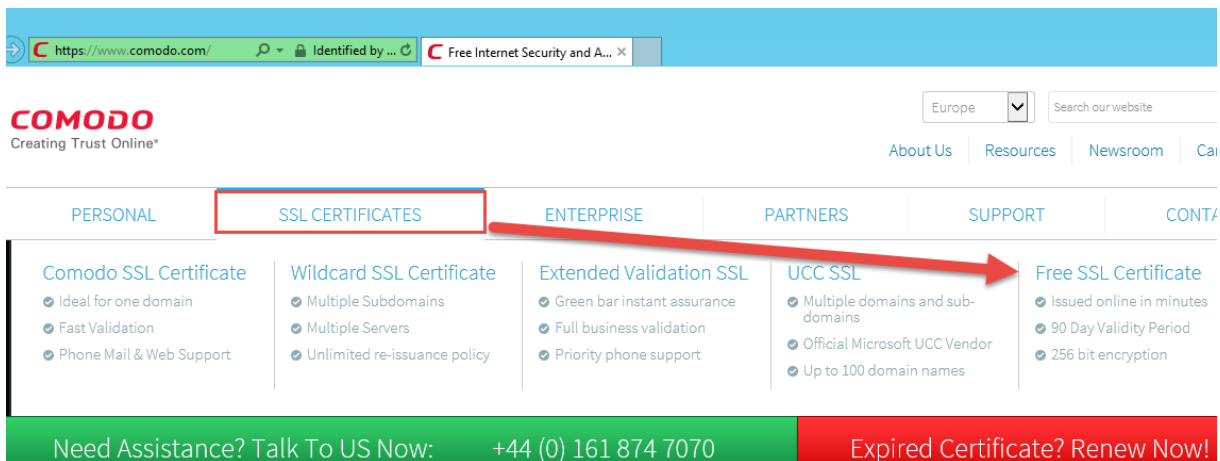 https://www.comodo.com/ Identified by ... Free Internet Security and A...
COMODO
Creating Trust Online®
Europe Search our website
About Us Resources Newsroom
PERSONAL SSL CERTIFICATES ENTERPRISE PARTNERS SUPPORT
Comodo SSL Certificate
Ideal for one domain
Fast Validation
Phone Mail & Web Support
Wildcard SSL Certificate
Multiple Subdomains
Multiple Servers
Unlimited re-issuance policy
Extended Validation SSL
Green bar instant assurance
Full business validation
Priority phone support
UCC SSL
Multiple domains and sub-
domains
Official Microsoft UCC Vendor
Up to 100 domain names
Free SSL Certificate
Issued online in minutes
90 Day Validity Period
256 bit encryption
Need Assistance? Talk To US Now: +44 (0) 161 874 7070
Expired Certificate? Renew Now!